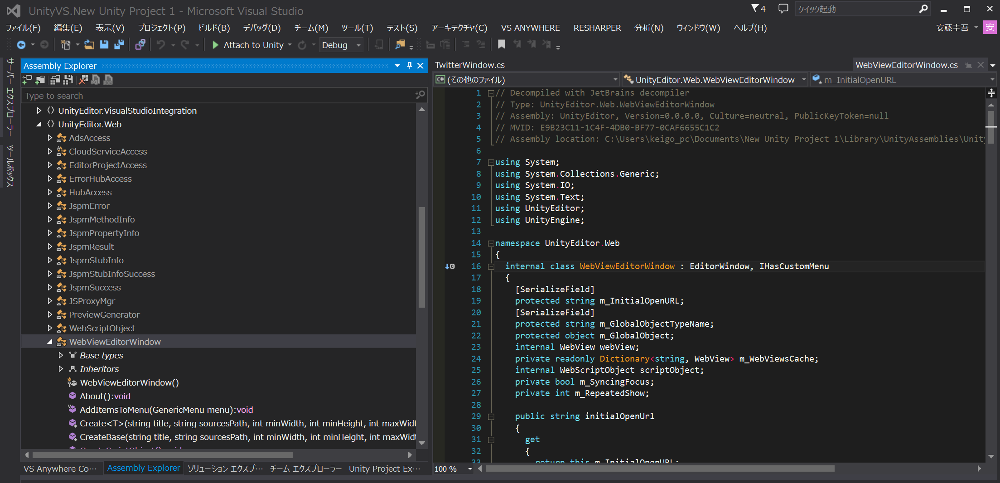 UnityVS.New Unity Project 1 - Microsoft Visual Studio
4
クイック起動
ファイル(F) 編集(E) 表示(V) プロジェクト(P) ビルド(B) デバッグ(D) チーム(M) ツール(T) テスト(S) アーキテクチャ(C) VS ANYWHERE RESHARPER 分析(N) ウィンドウ(W) ヘルプ(H)
安藤圭吾 安
Attach to Unity Debug
サーバー エクスプローラー
ツールボックス
Assembly Explorer
Type to search
UnityEditor.VisualStudioIntegration
UnityEditor.Web
AdsAccess
CloudServiceAccess
EditorProjectAccess
ErrorHubAccess
HubAccess
JspmError
JspmMethodInfo
JspmPropertyInfo
JspmResult
JspmStubInfo
JspmStubInfoSuccess
JspmSuccess
JSProxyMgr
PreviewGenerator
WebScriptObject
WebViewEditorWindow
Base types
Inheritors
WebViewEditorWindow()
About():void
AddItemsToMenu(GenericMenu menu):void
Create<T>(string title, string sourcesPath, int minWidth, int minHeight, int maxWidt
CreateBase(string title, string sourcesPath, int minWidth, int minHeight, int maxWidt
VS Anywhere Co… Assembly Explorer ソリューション エクスプ… チーム エクスプローラー Unity Project Ex…
TwitterWindow.cs WebViewEditorWindow.cs
C# (その他のファイル) UnityEditor.Web.WebViewEditorWindow m_InitialOpenURL
1 // Decompiled with JetBrains decompiler
2 // Type: UnityEditor.Web.WebViewEditorWindow
3 // Assembly: UnityEditor, Version=0.0.0.0, Culture=neutral, PublicKeyToken=null
4 // MVID: E9B23C11-1C4F-4DB0-BF77-0CAF6655C1C2
5 // Assembly location: C:\Users\keigo_pc\Documents\New Unity Project 1\Library\UnityAssemblies\Unit
6
7 using System;
8 using System.Collections.Generic;
9 using System.IO;
10 using System.Text;
11 using UnityEditor;
12 using UnityEngine;
13
14 namespace UnityEditor.Web
15 {
16 internal class WebViewEditorWindow : EditorWindow, IHasCustomMenu
17 {
18 [SerializeField]
19 protected string m_InitialOpenURL;
20 [SerializeField]
21 protected string m_GlobalObjectTypeName;
22 protected object m_GlobalObject;
23 internal WebView webView;
24 private readonly Dictionary<string, WebView> m_WebViewsCache;
25 internal WebScriptObject scriptObject;
26 private bool m_SyncingFocus;
27 private int m_RepeatedShow;
28
29 public string initialOpenUrl
30 {
31 get
32 {
33 return this.m_InitialOpenURL;
100 %